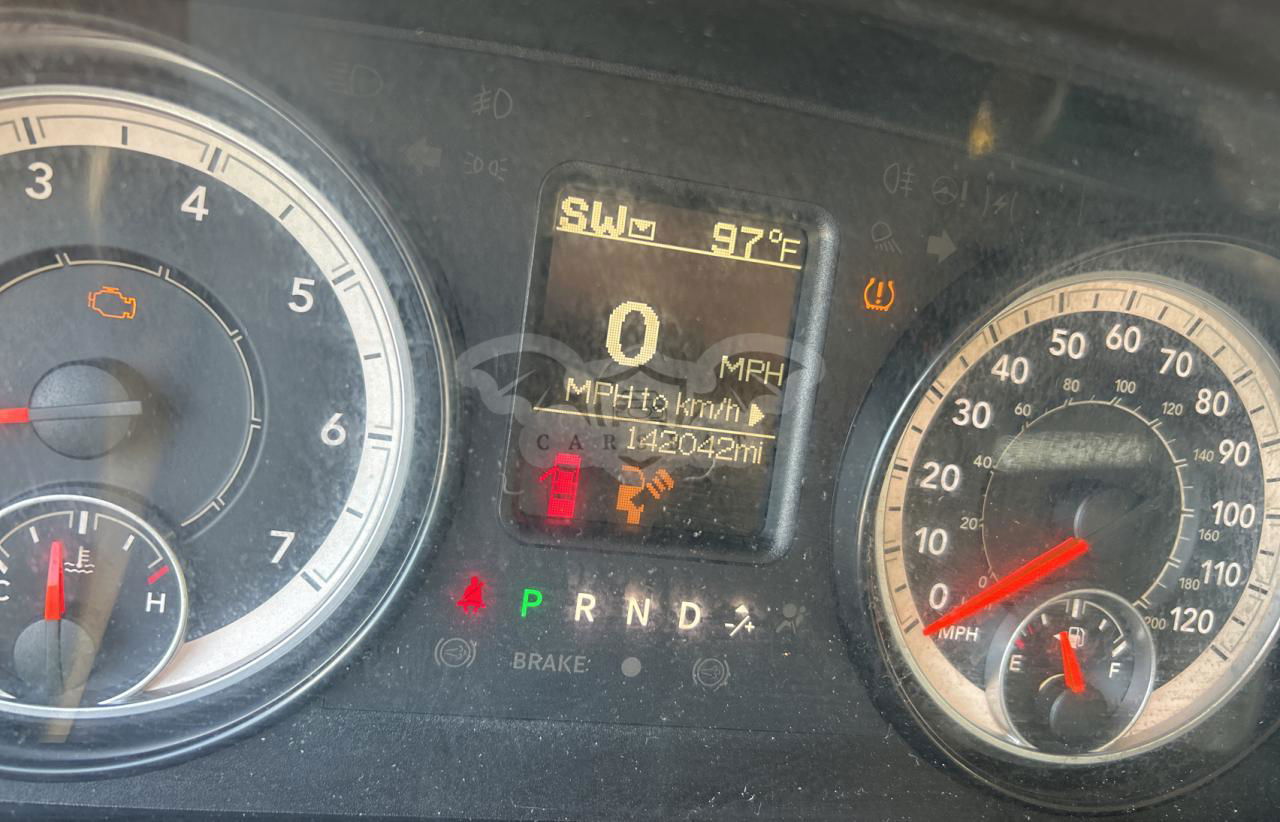 3
4
5
6
7
C
H
SW 97°F
0
MPH
MPH to km/h
142042mi
P R N D -/+
BRAKE
0 10 20 30 40 50 60 70 80 90 100 110 120
0 20 40 60 80 100 120 140 160 180 200
MPH
E F
CAR